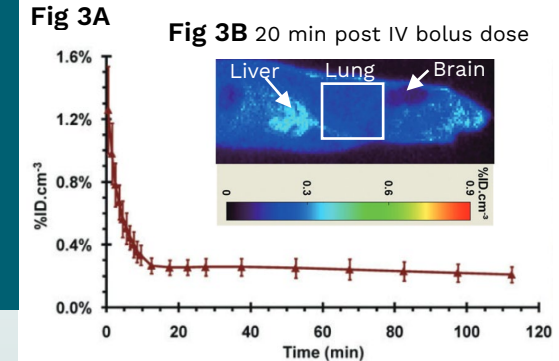 Fig 3A
Fig 3B 20 min post IV bolus dose
Liver
Lung
Brain
%ID.cm-3
0
0.3
0.6
0.9
%ID.cm⁻³
1.6%
1.2%
0.8%
0.4%
0.0%
0 20 40 60 80 100 120
Time (min)